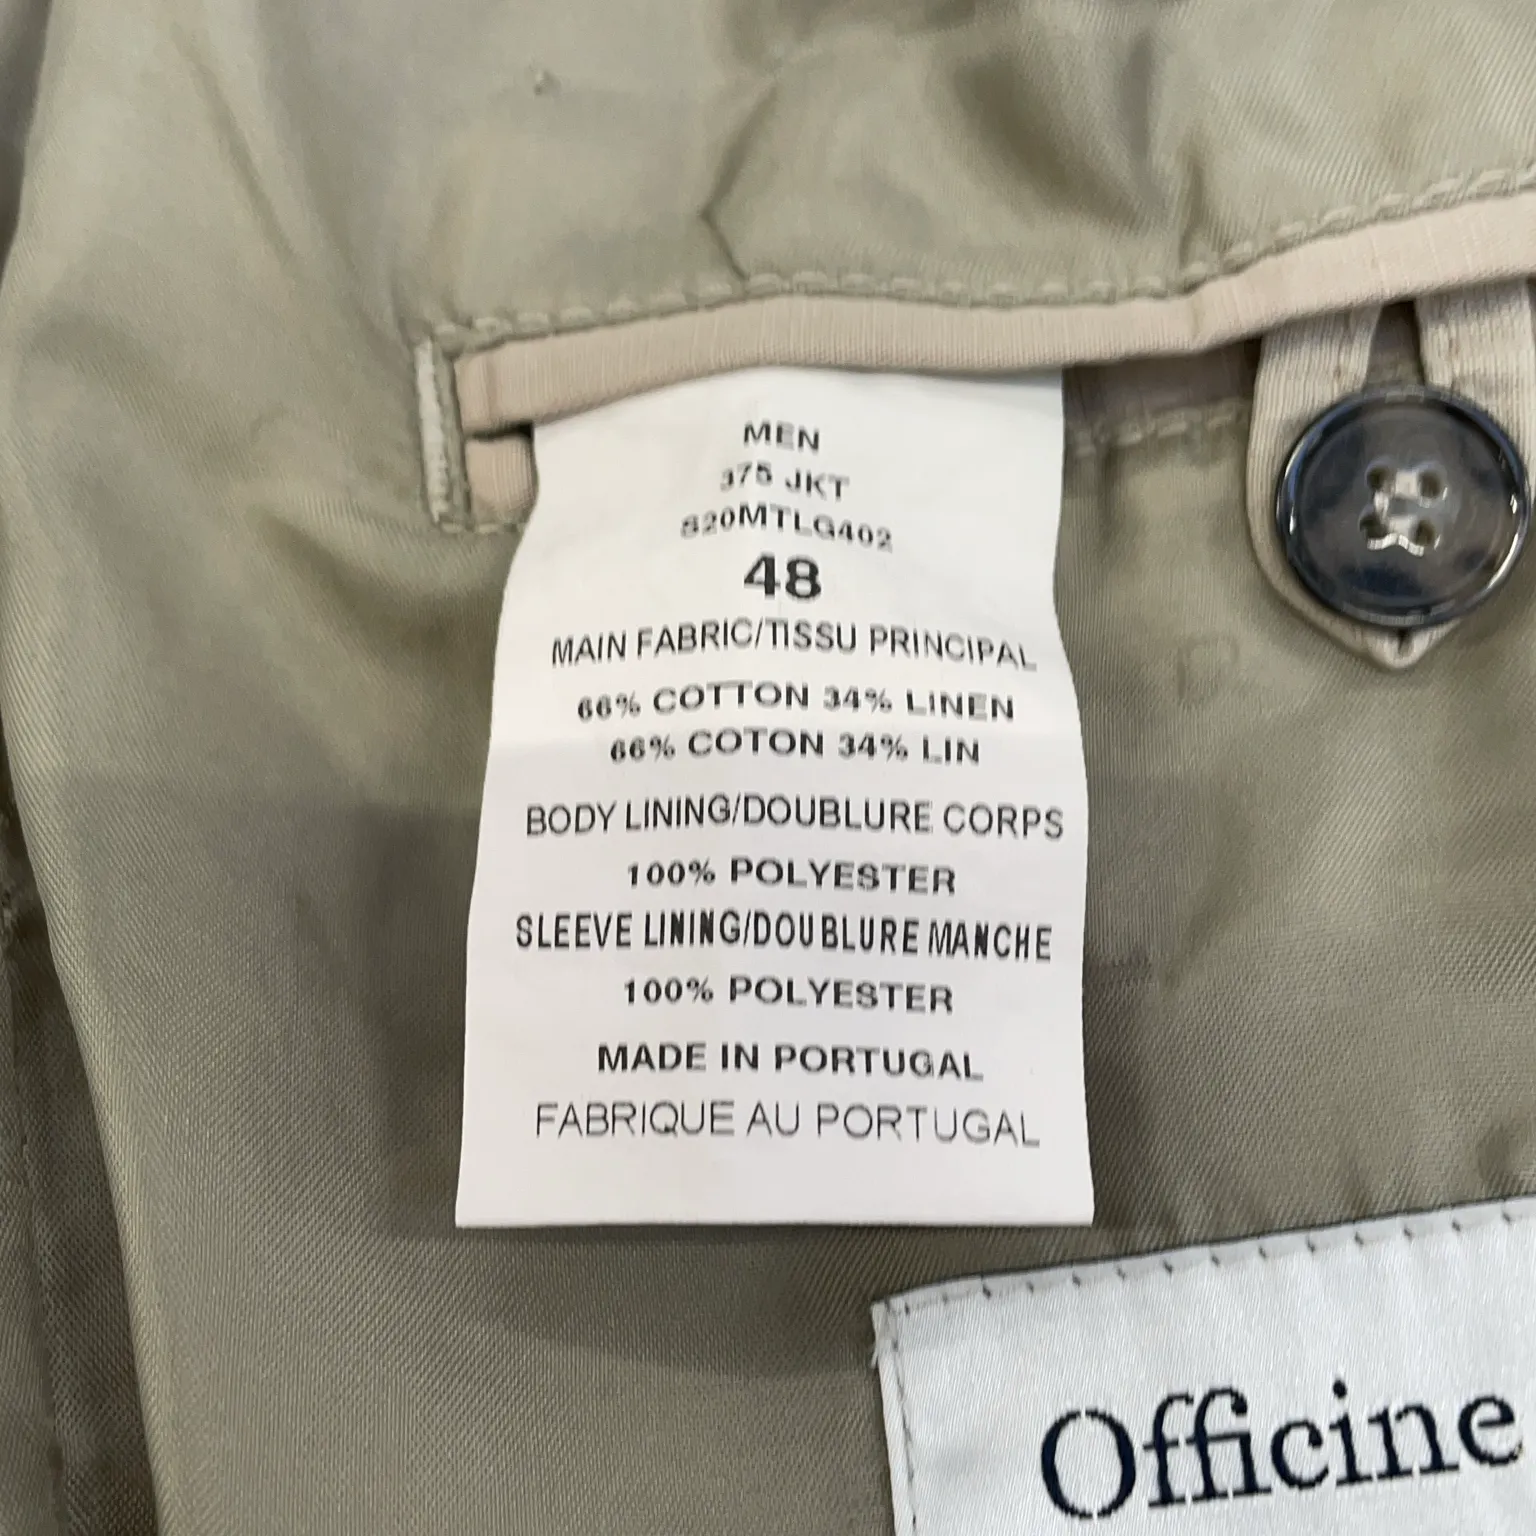 MEN
375 JKT
S20MTLG402
48
MAIN FABRIC/TISSU PRINCIPAL
66% COTTON 34% LINEN
66% COTON 34% LIN
BODY LINING/DOUBLURE CORPS
100% POLYESTER
SLEEVE LINING/DOUBLURE MANCHE
100% POLYESTER
MADE IN PORTUGAL
FABRIQUE AU PORTUGAL
Officine